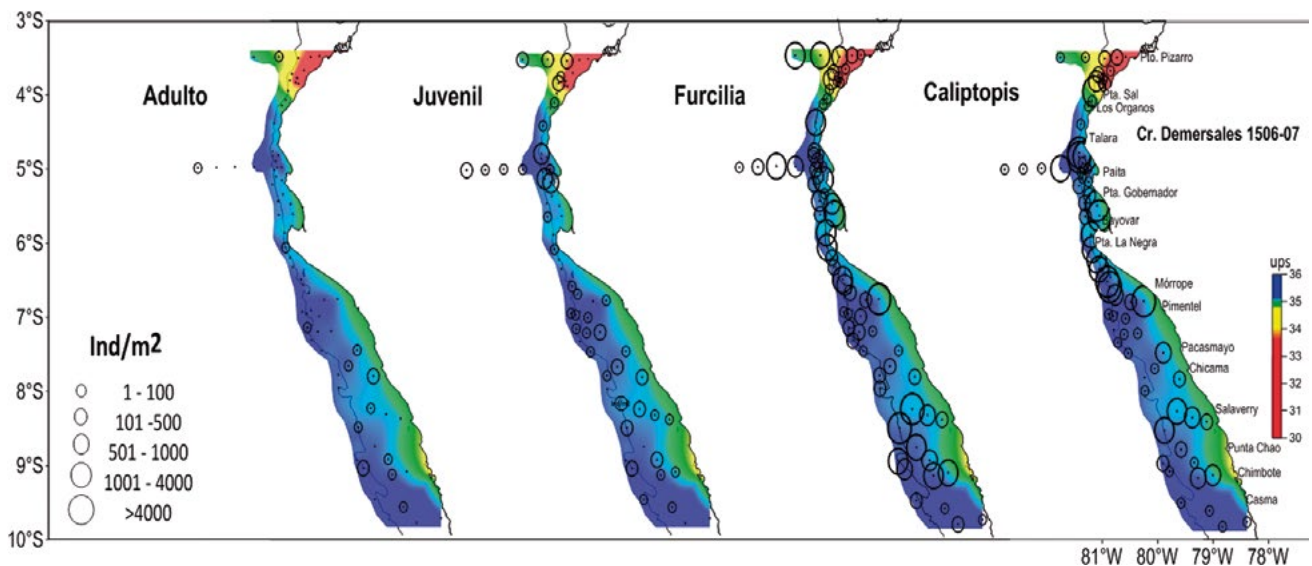 3°S
4°S
5°S
6°S
7°S
8°S
9°S
10°S
Adulto
Juvenil
Furcilia
Caliptopis
Cr. Demersales 1506-07
Pto. Pizarro
Pta. Sal
Los Organos
Talara
Paita
Pta. Gobernador
Pta. La Negra
Mórrope
Pimentel
Pacasmayo
Chicama
Salaverry
Punta Chao
Chimbote
Casma
ups
36
35
34
33
32
31
30
Ind/m2
1 - 100
101 -500
501 - 1000
1001 - 4000
>4000
81°W
80°W
79°W
78°W